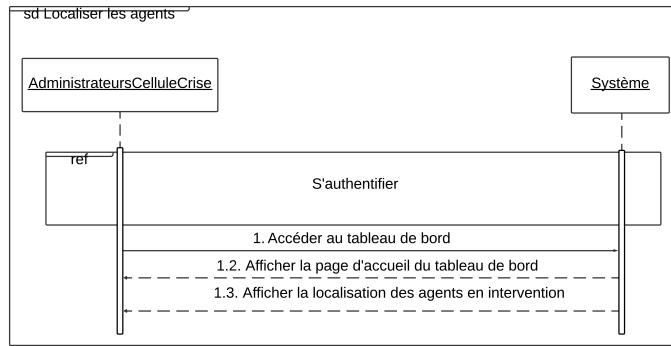 sd Localiser les agents
AdministrateursCelluleCrise
Système
ref
S'authentifier
1. Accéder au tableau de bord
1.2. Afficher la page d'accueil du tableau de bord
1.3. Afficher la localisation des agents en intervention